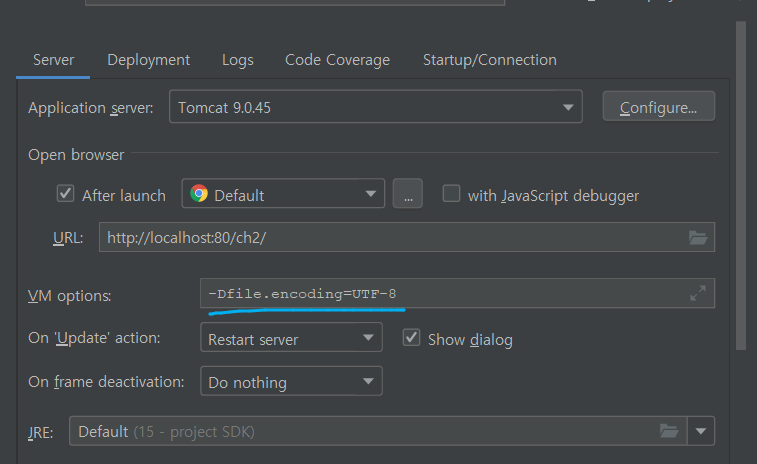 Server Deployment Logs Code Coverage Startup/Connection
Application server: Tomcat 9.0.45 Configure...
Open browser
After launch Default ... with JavaScript debugger
URL: http://localhost:80/ch2/
VM options: -Dfile.encoding=UTF-8
On 'Update' action: Restart server Show dialog
On frame deactivation: Do nothing
JRE: Default (15 - project SDK)